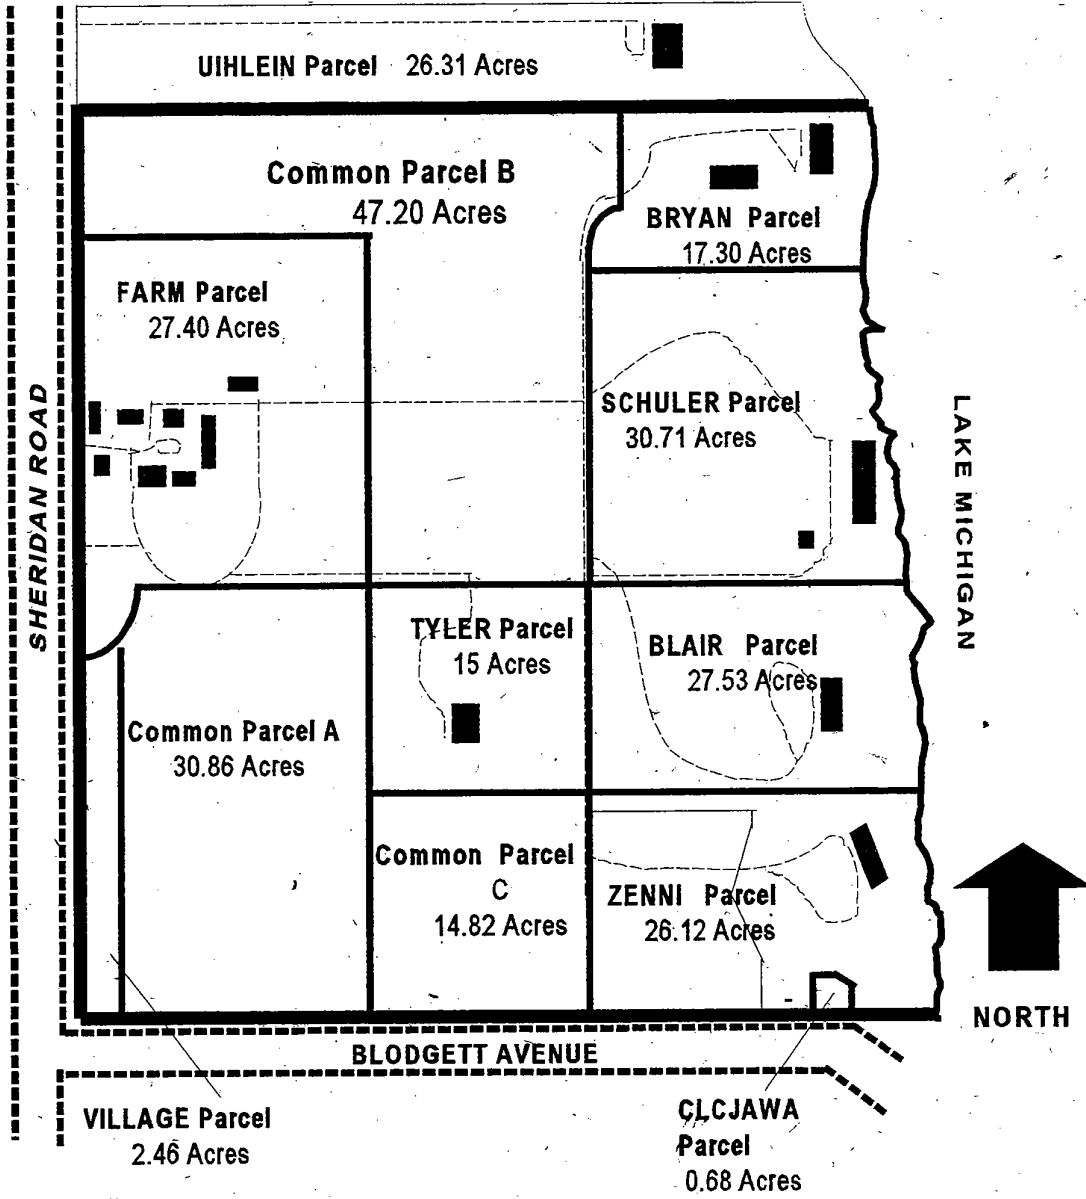 UIHLEIN Parcel 26.31 Acres
Common Parcel B
47.20 Acres
BRYAN Parcel
17.30 Acres
FARM Parcel
27.40 Acres
SCHULER Parcel
30.71 Acres
SHERIDAN ROAD
LAKE MICHIGAN
TYLER Parcel
15 Acres
BLAIR Parcel
27.53 Acres
Common Parcel A
30.86 Acres
Common Parcel
C
14.82 Acres
ZENNI Parcel
26.12 Acres
NORTH
BLODGETT AVENUE
VILLAGE Parcel
2.46 Acres
CLCJAWA
Parcel
0.68 Acres